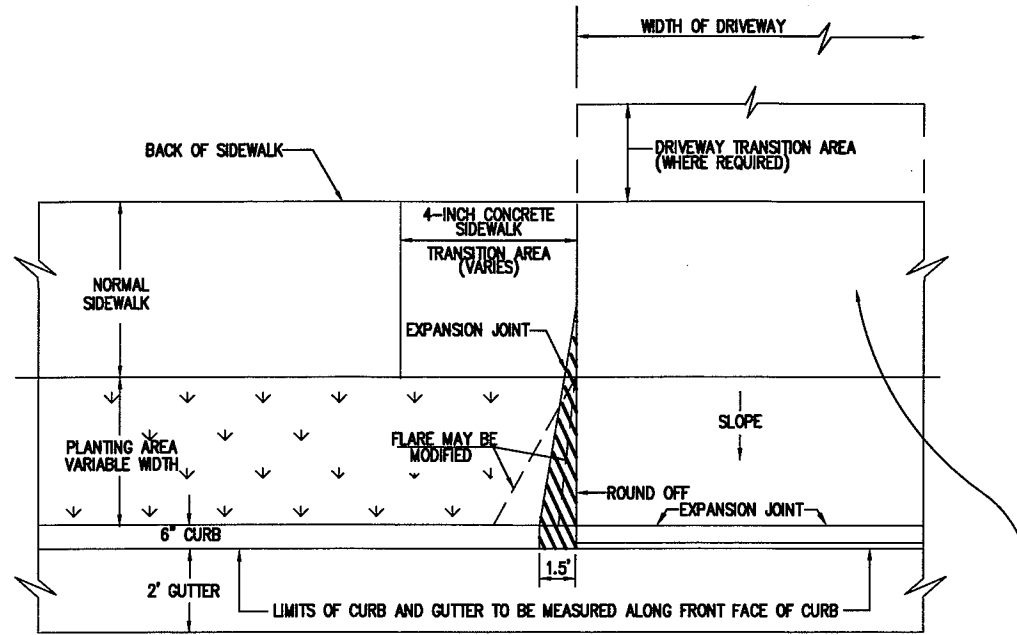 WIDTH OF DRIVEWAY
BACK OF SIDEWALK
DRIVEWAY TRANSITION AREA
(WHERE REQUIRED)
4-INCH CONCRETE
SIDEWALK
TRANSITION AREA
(VARIES)
NORMAL
SIDEWALK
EXPANSION JOINT
PLANTING AREA
VARIABLE WIDTH
FLARE MAY BE
MODIFIED
SLOPE
ROUND OFF
EXPANSION JOINT
6" CURB
1.5'
2' GUTTER
LIMITS OF CURB AND GUTTER TO BE MEASURED ALONG FRONT FACE OF CURB